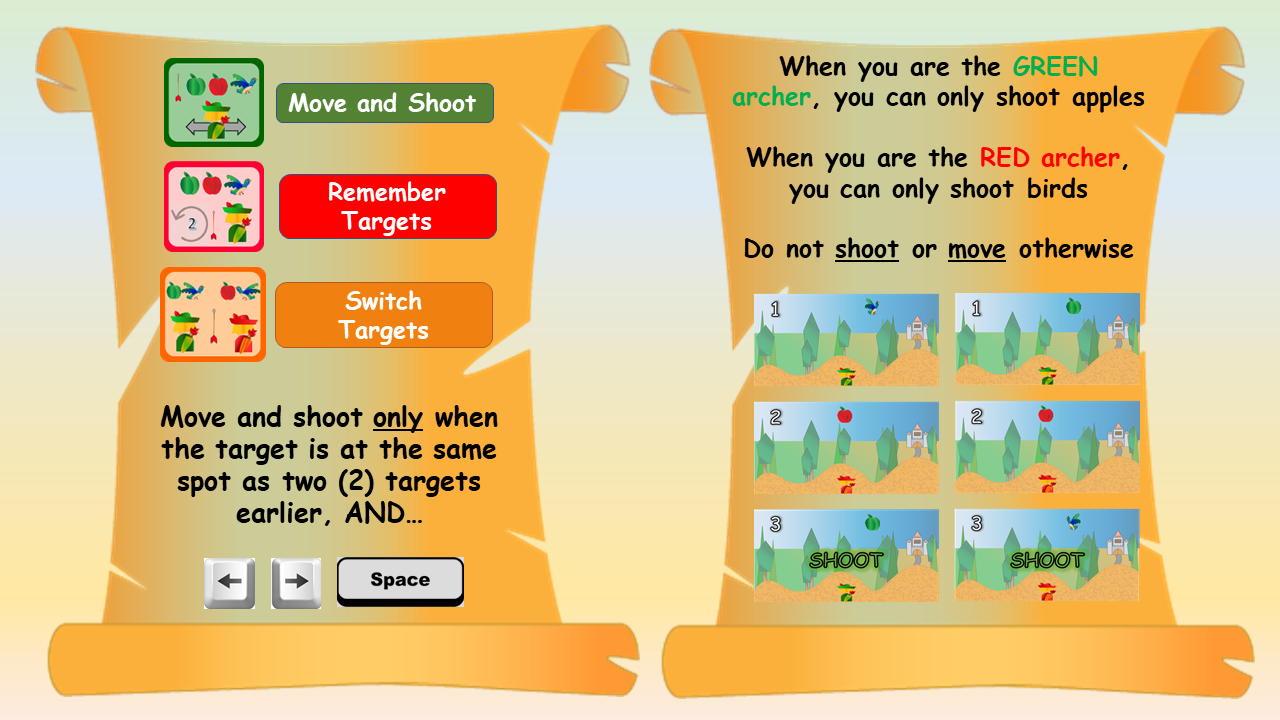 Move and Shoot
2
Remember
Targets
Switch
Targets
Move and shoot only when
the target is at the same
spot as two (2) targets
earlier, AND…
Space
When you are the GREEN
archer, you can only shoot apples
When you are the RED archer,
you can only shoot birds
Do not shoot or move otherwise
1
1
2
2
3
SHOOT
3
SHOOT